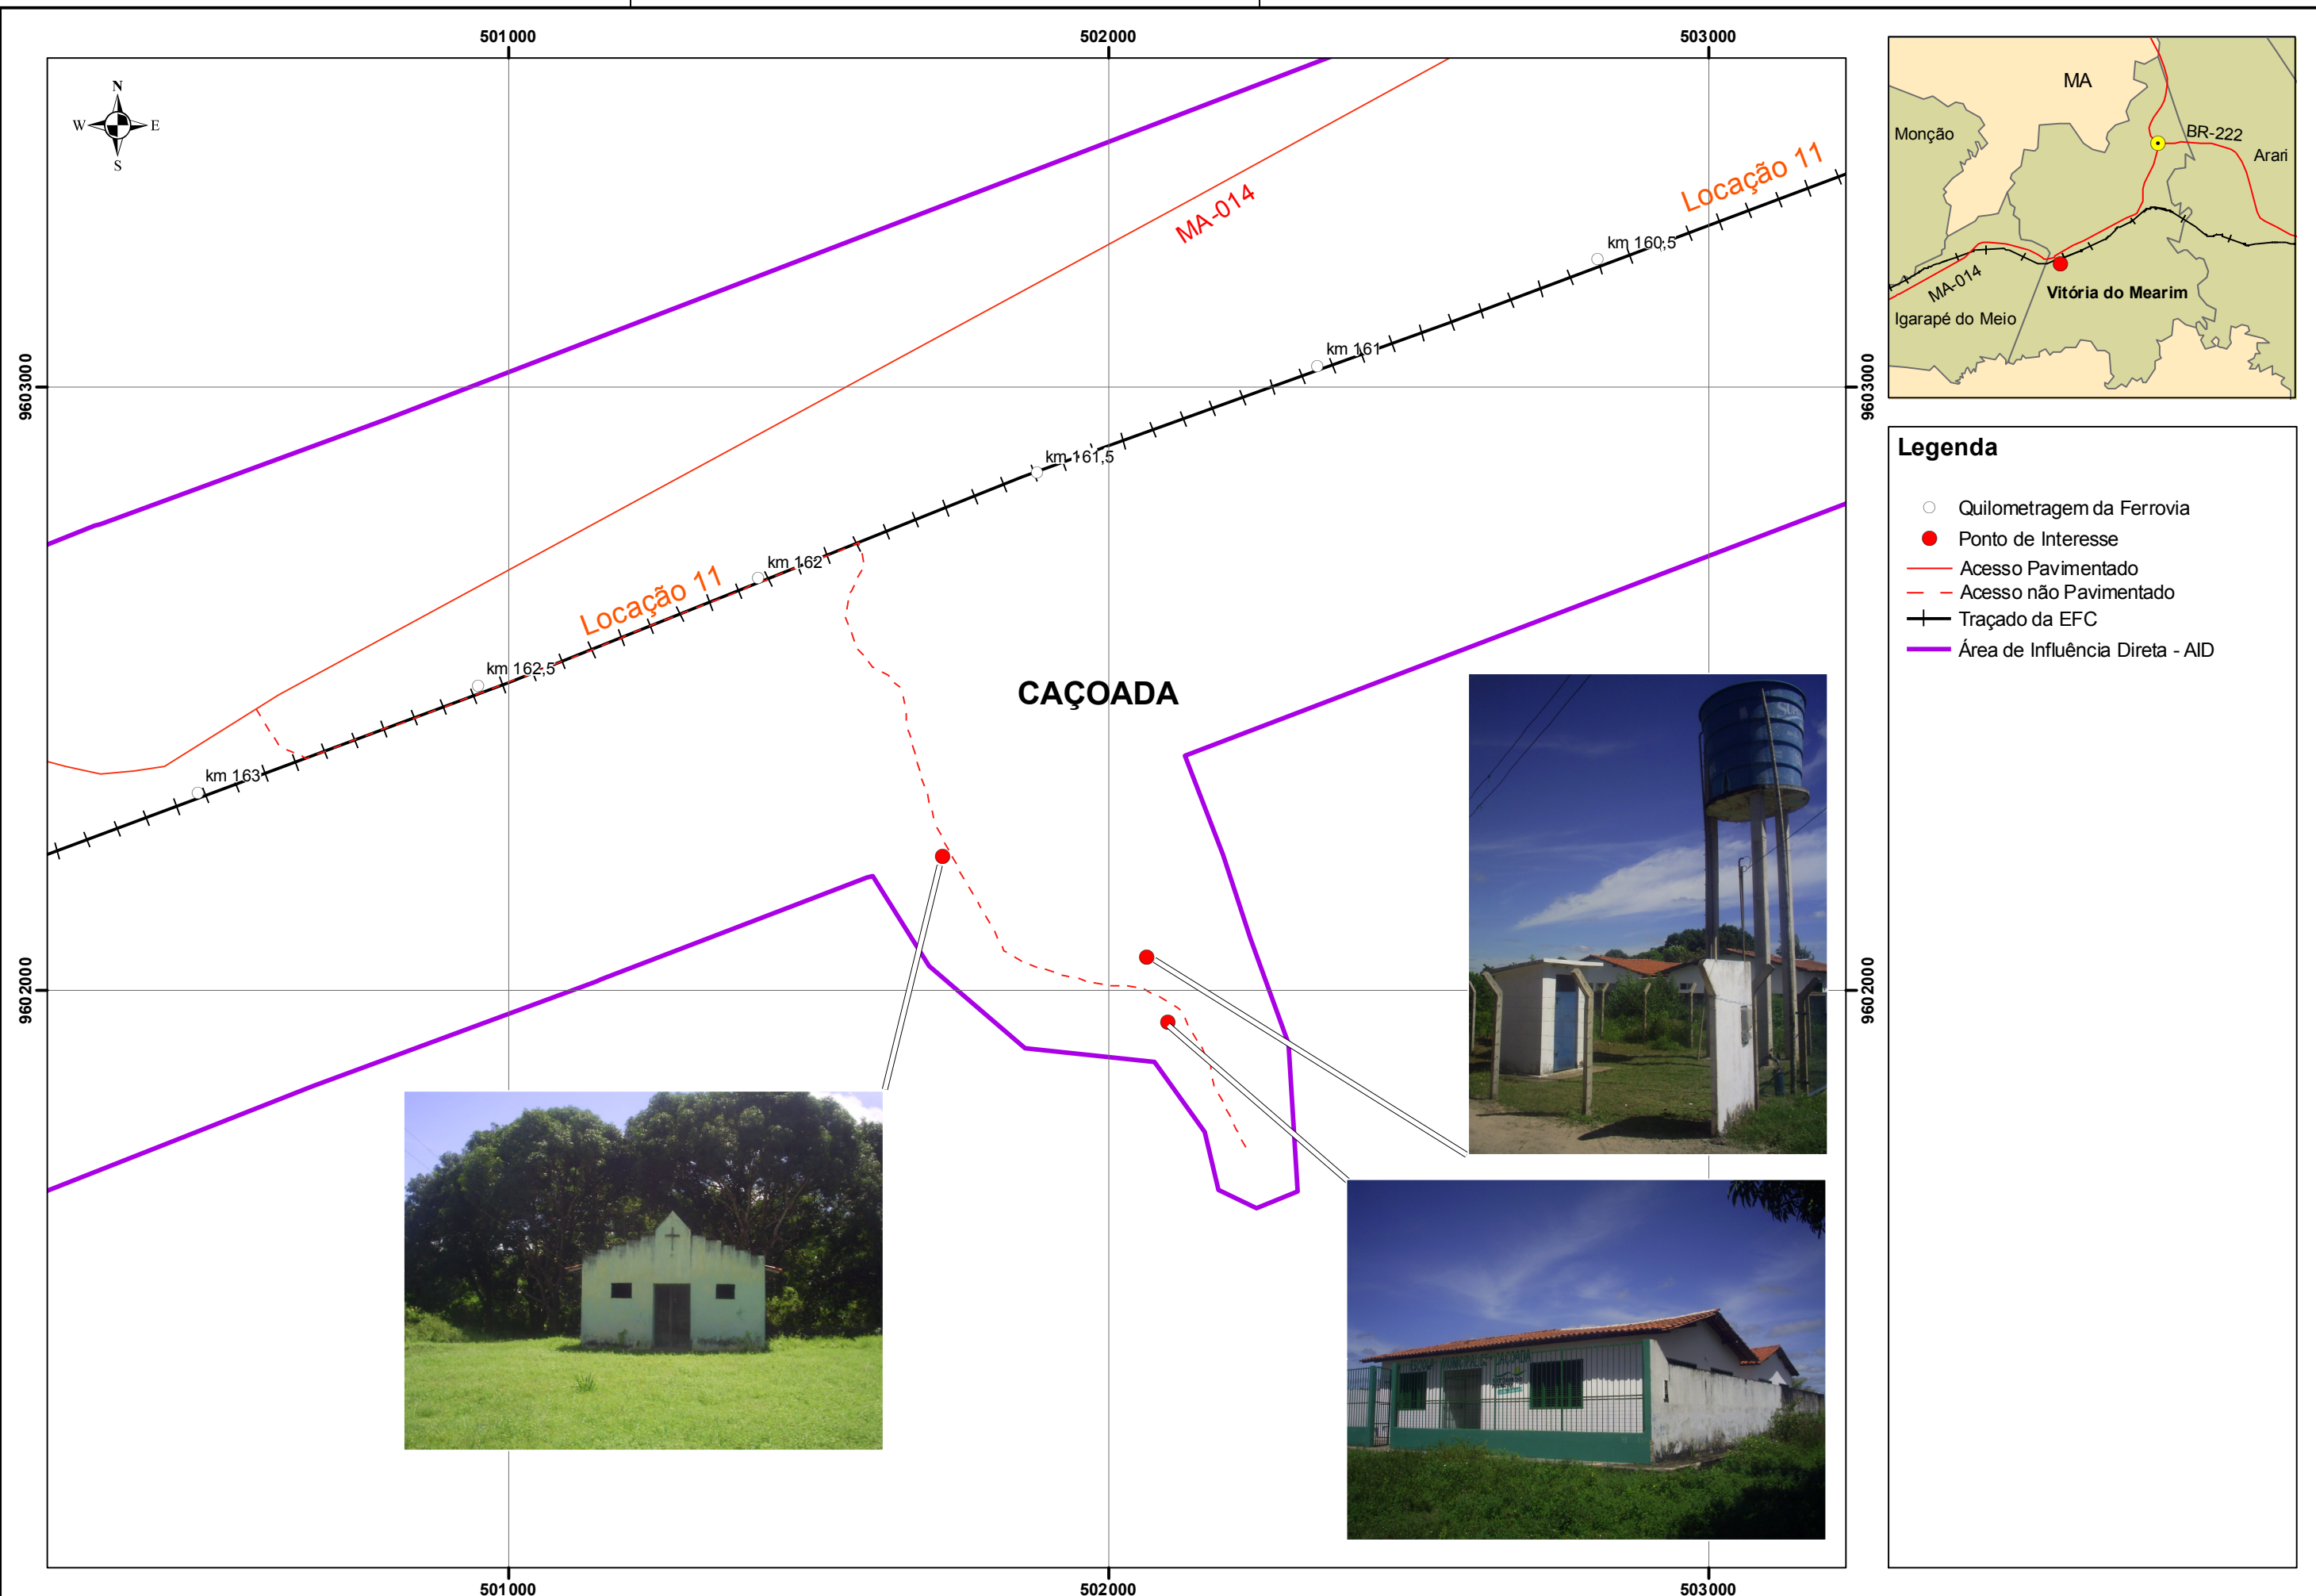 501000
502000
503000
N
W
E
S
MA-014
Locação 11
km 160,5
km 161
9603000
9603000
km 161,5
km 162
Locação 11
km 162,5
km 163
CAÇOADA
9602000
9602000
501000
502000
503000
MA
Monção
BR-222
Arari
MA-014
Vitória do Mearim
Igarapé do Meio
Legenda
Quilometragem da Ferrovia
Ponto de Interesse
Acesso Pavimentado
Acesso não Pavimentado
Traçado da EFC
Área de Influência Direta - AID
CAÇOADA